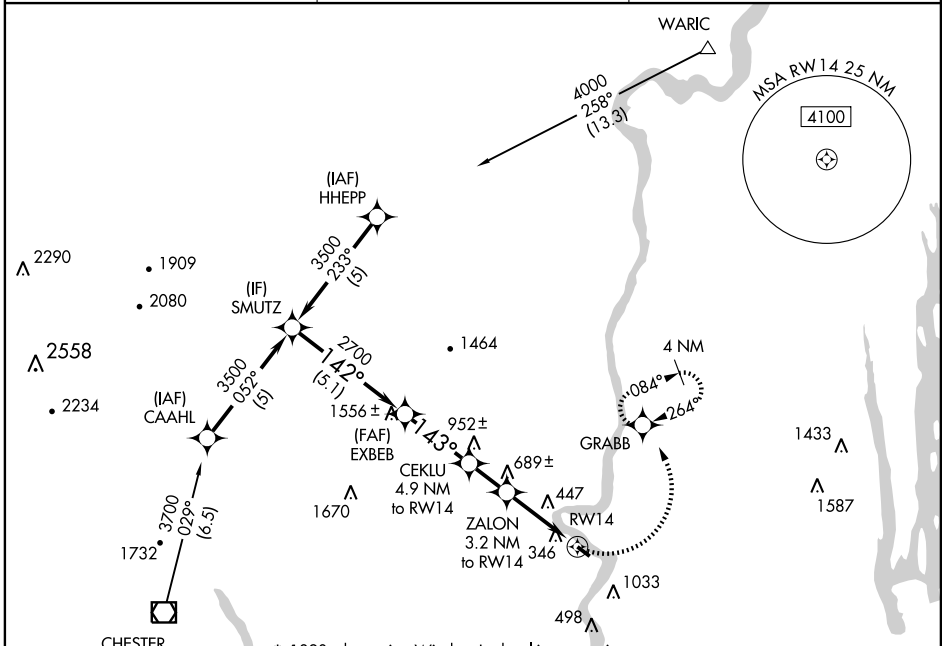 WARIC
MSA RW14 25 NM
4100
4000
258°
(13.3)
(IAF)
HHEPP
3500
233°
(5)
2290
1909
2080
(IF)
SMUTZ
2558
2234
1464
2700
142°
(5.1)
4 NM
084°
264°
GRABB
3500
052°
(5)
(IAF)
CAAHL
1556 ±
(FAF)
EXBEB
143°
952 ±
CEKLU
4.9 NM
to RW14
689 ±
1433
1587
1670
447
RW14
ZALON
3.2 NM
to RW14
346
3700
029°
(6.5)
1732
1033
498
CHESTER